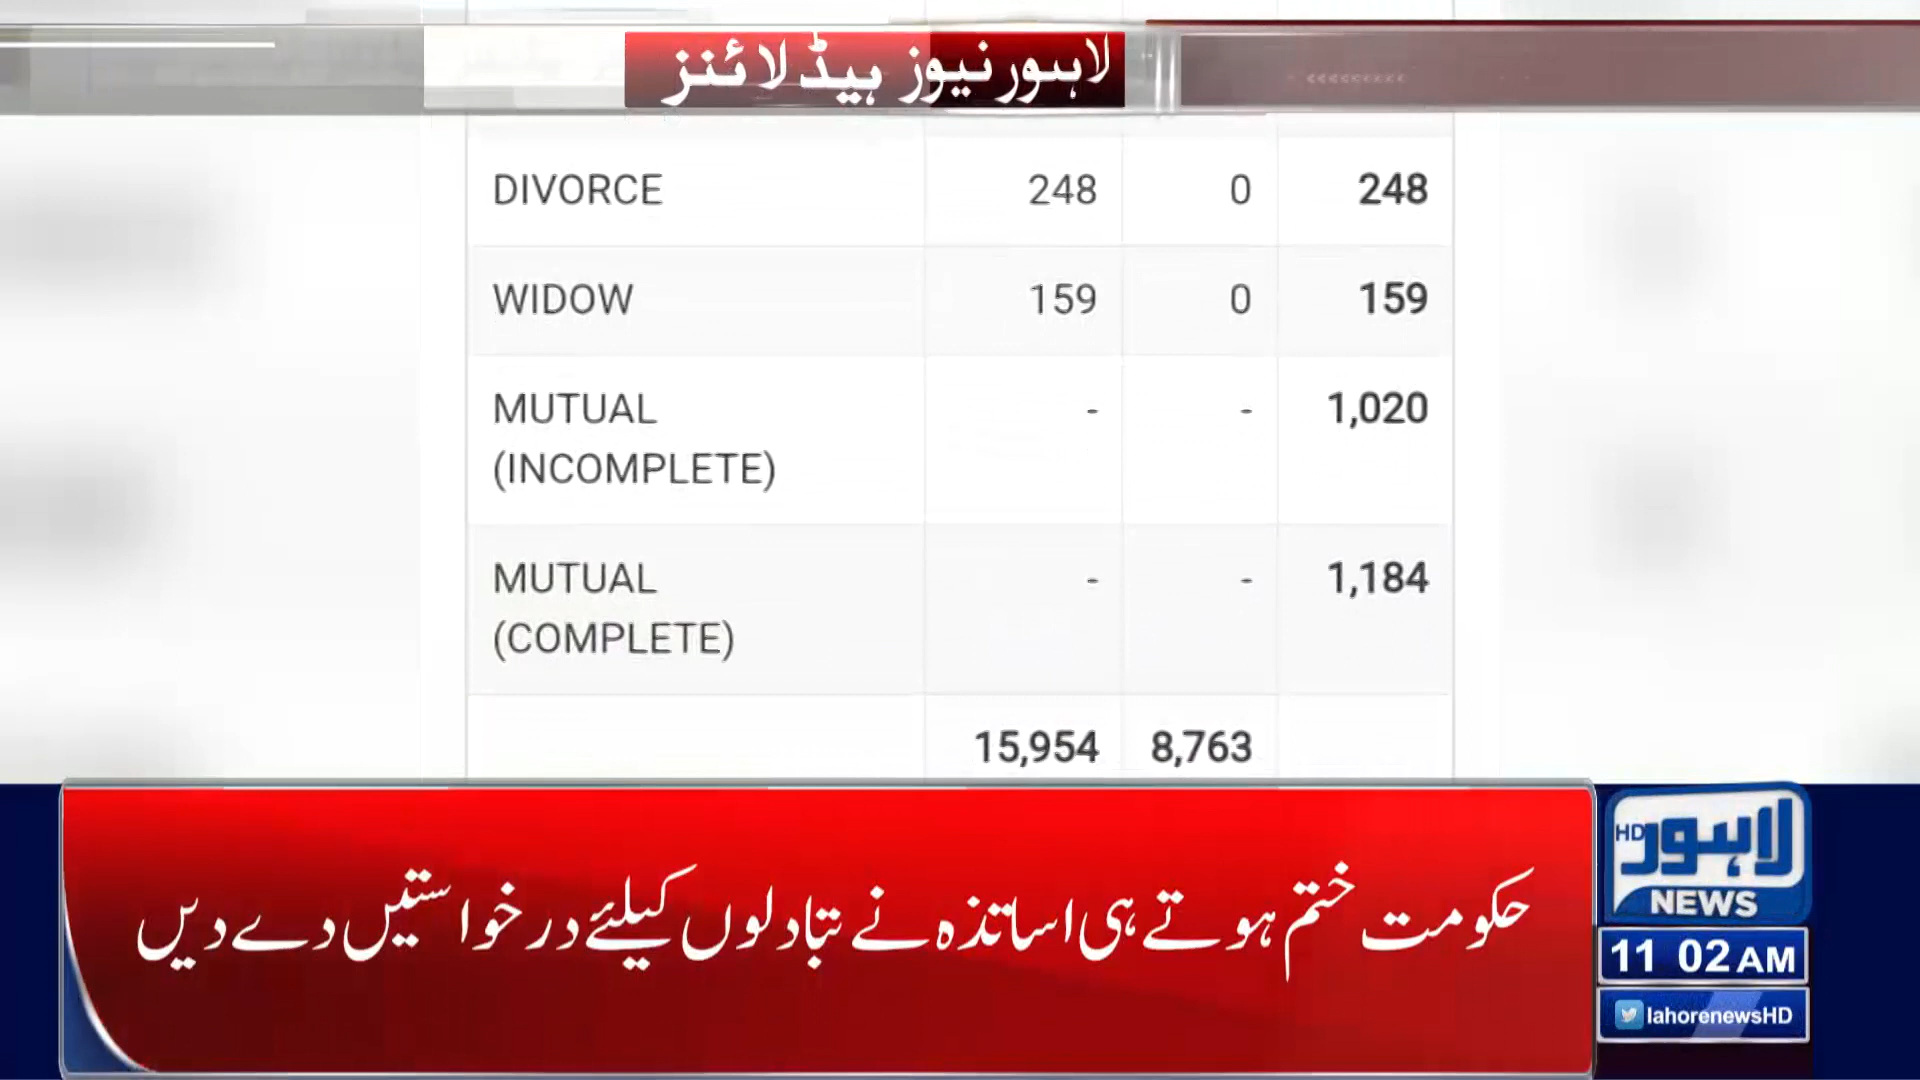 لاہور نیوز ہیڈ لائنز
DIVORCE 248 0 248
WIDOW 159 0 159
MUTUAL - - 1,020
(INCOMPLETE)
MUTUAL - - 1,184
(COMPLETE)
15,954 8,763
حکومت ختم ہوتے ہی اساتذہ نے تبادلوں کیلئے درخواستیں دے دیں
لاہور HD
NEWS
11 02 AM
lahorenewsHD